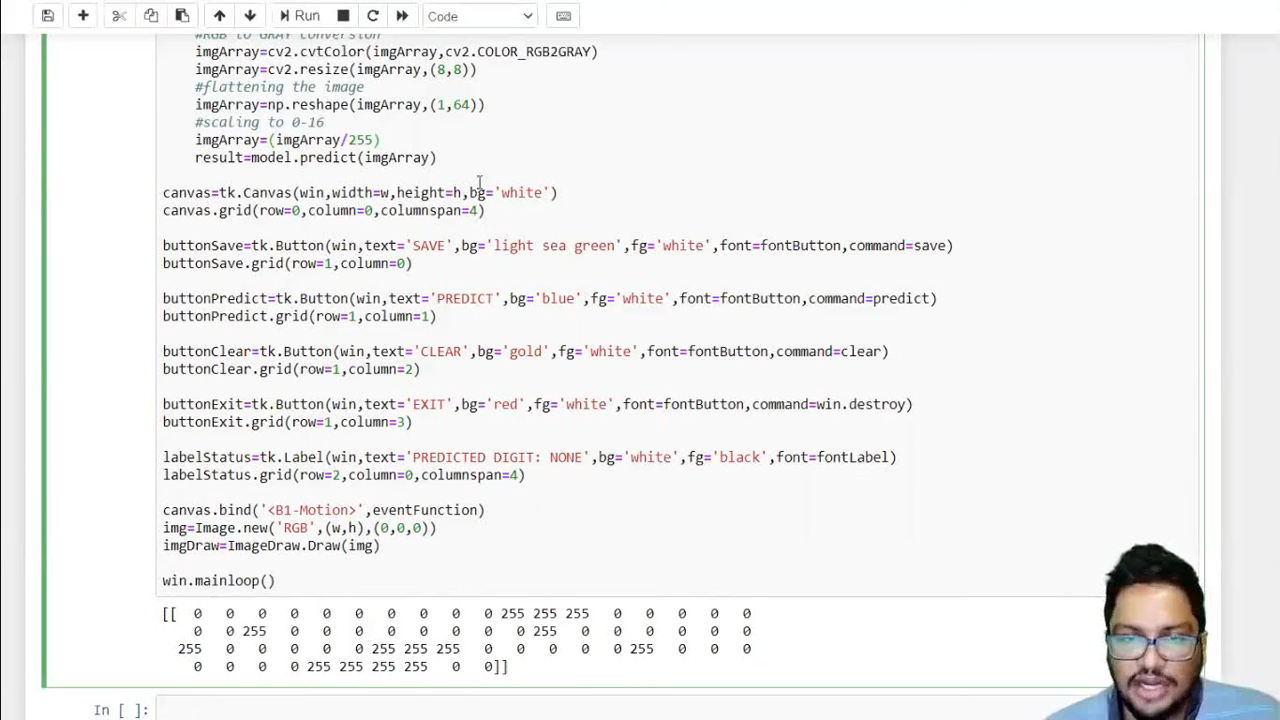 Run Code
#RGB to GRAY conversion
imgArray=cv2.cvtColor(imgArray,cv2.COLOR_RGB2GRAY)
imgArray=cv2.resize(imgArray,(8,8))
#flattening the image
imgArray=np.reshape(imgArray,(1,64))
#scaling to 0-16
imgArray=(imgArray/255)
result=model.predict(imgArray)
canvas=tk.Canvas(win,width=w,height=h,bg='white')
canvas.grid(row=0,column=0,columnspan=4)
buttonSave=tk.Button(win,text='SAVE',bg='light sea green',fg='white',font=fontButton,command=save)
buttonSave.grid(row=1,column=0)
buttonPredict=tk.Button(win,text='PREDICT',bg='blue',fg='white',font=fontButton,command=predict)
buttonPredict.grid(row=1,column=1)
buttonClear=tk.Button(win,text='CLEAR',bg='gold',fg='white',font=fontButton,command=clear)
buttonClear.grid(row=1,column=2)
buttonExit=tk.Button(win,text='EXIT',bg='red',fg='white',font=fontButton,command=win.destroy)
buttonExit.grid(row=1,column=3)
labelStatus=tk.Label(win,text='PREDICTED DIGIT: NONE',bg='white',fg='black',font=fontLabel)
labelStatus.grid(row=2,column=0,columnspan=4)
canvas.bind('<B1-Motion>',eventFunction)
img=Image.new('RGB',(w,h),(0,0,0))
imgDraw=ImageDraw.Draw(img)
win.mainloop()
[[ 0 0 0 0 0 0 0 0 0 0 255 255 255 0 0 0 0 0
0 0 255 0 0 0 0 0 0 0 0 255 0 0 0 0 0 0
255 0 0 0 0 0 255 255 255 0 0 0 0 0 255 0 0 0
0 0 0 0 255 255 255 255 0 0]]
In [ ]: